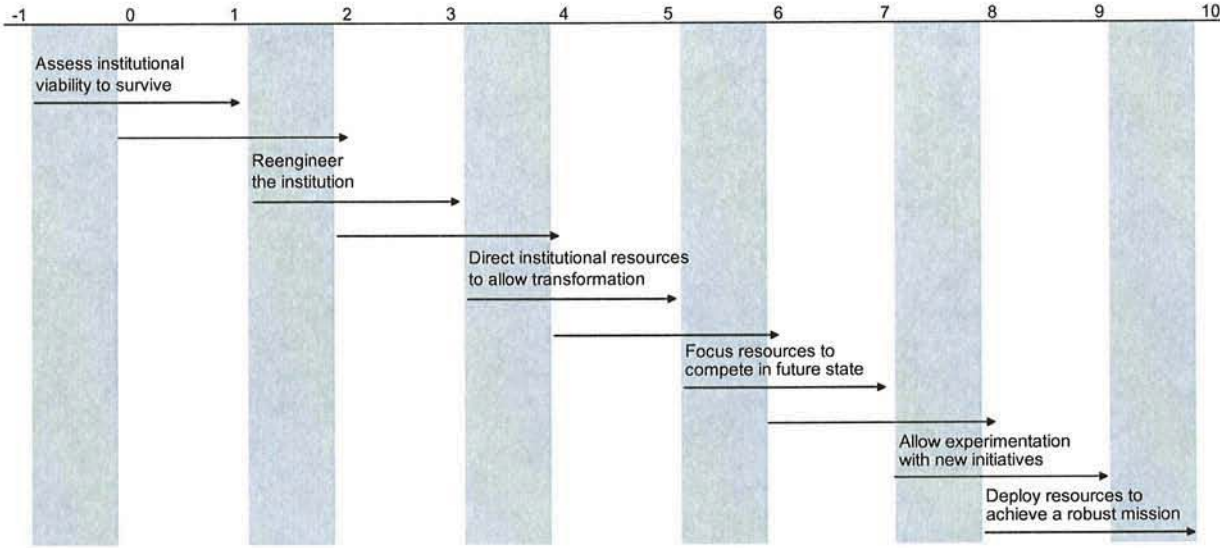 -1 0 1 2 3 4 5 6 7 8 9 10
Assess institutional
viability to survive
Reengineer
the institution
Direct institutional resources
to allow transformation
Focus resources to
compete in future state
Allow experimentation
with new initiatives
Deploy resources to
achieve a robust mission